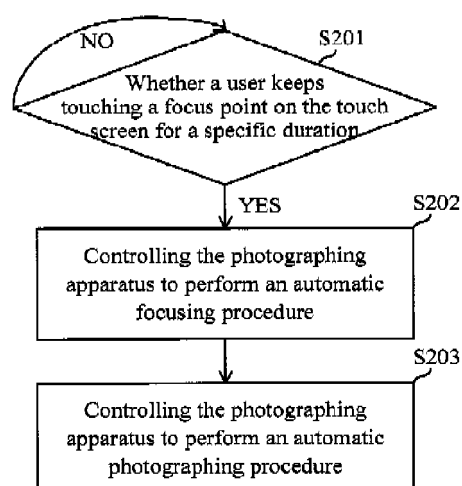 NO
S201
Whether a user keeps
touching a focus point on the touch
screen for a specific duration
YES
S202
Controlling the photographing
apparatus to perform an automatic
focusing procedure
S203
Controlling the photographing
apparatus to perform an automatic
photographing procedure